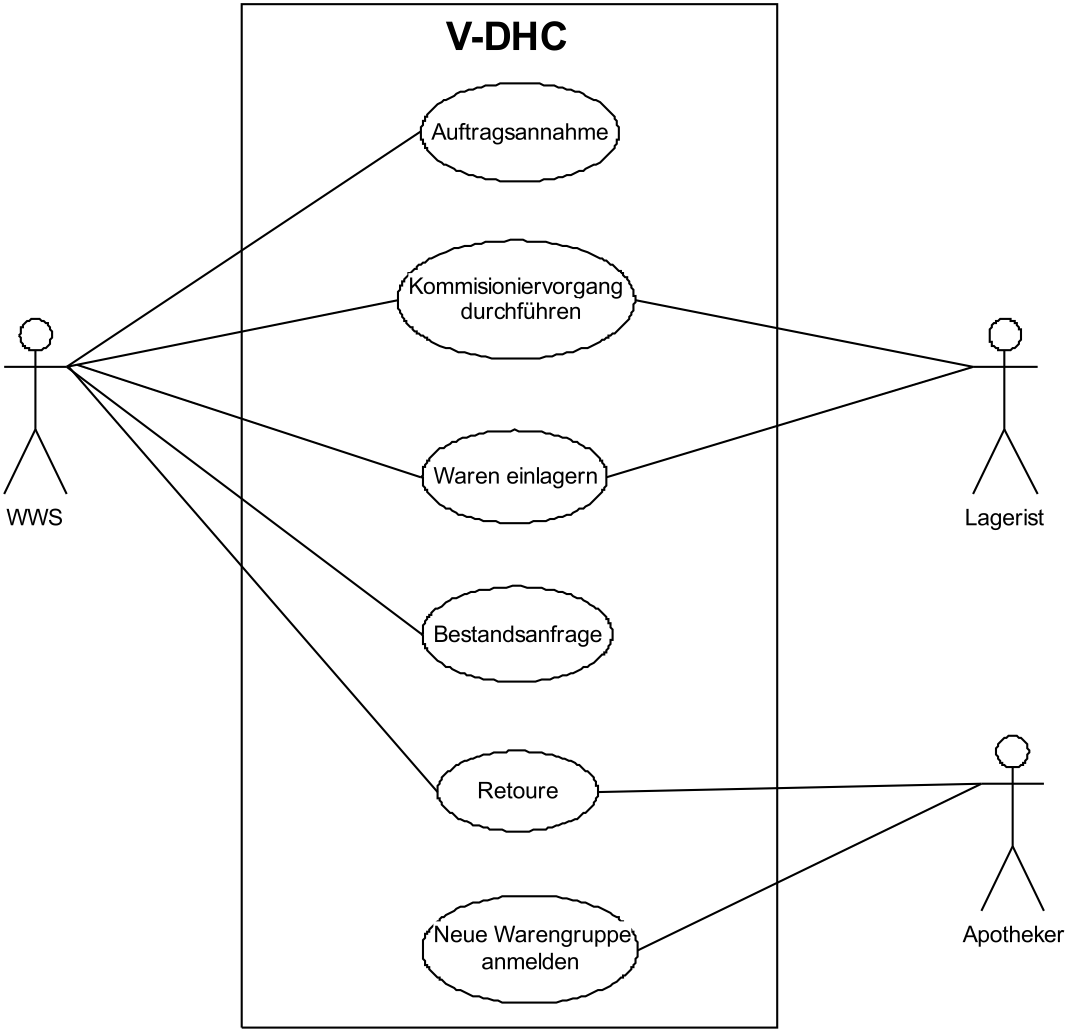 V-DHC
Auftragsannahme
Kommisioniervorgang
durchführen
Waren einlagern
WWS
Lagerist
Bestandsanfrage
Retoure
Neue Warengruppe
anmelden
Apotheker